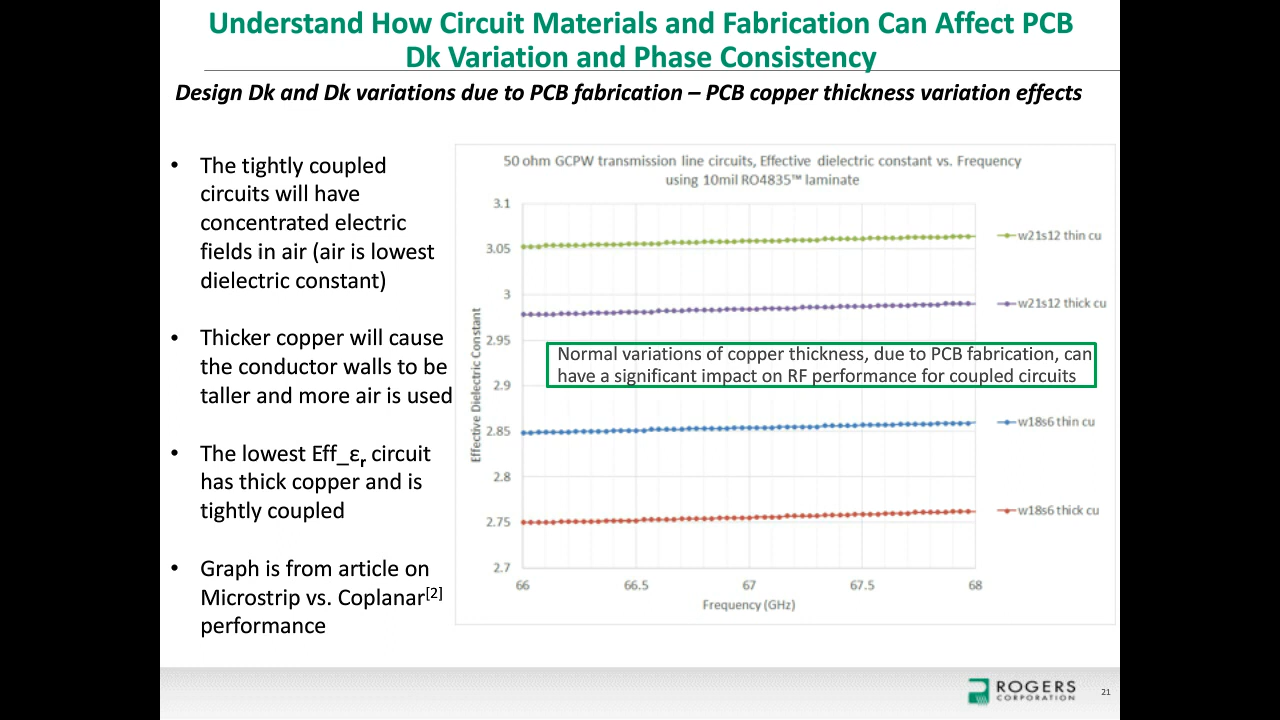 Understand How Circuit Materials and Fabrication Can Affect PCB
Dk Variation and Phase Consistency
Design Dk and Dk variations due to PCB fabrication – PCB copper thickness variation effects
• The tightly coupled
circuits will have
concentrated electric
fields in air (air is lowest
dielectric constant)
• Thicker copper will cause
the conductor walls to be
taller and more air is used
• The lowest Eff_εr circuit
has thick copper and is
tightly coupled
• Graph is from article on
Microstrip vs. Coplanar[2]
performance
50 ohm GCPW transmission line circuits, Effective dielectric constant vs. Frequency
using 10mil RO4835™ laminate
Effective Dielectric Constant
3.1
3.05
3
2.95
2.9
2.85
2.8
2.75
2.7
66
66.5
67
67.5
68
Frequency (GHz)
w21s12 thin cu
w21s12 thick cu
Normal variations of copper thickness, due to PCB fabrication, can
have a significant impact on RF performance for coupled circuits
w18s6 thin cu
w18s6 thick cu
ROGERS
CORPORATION
21